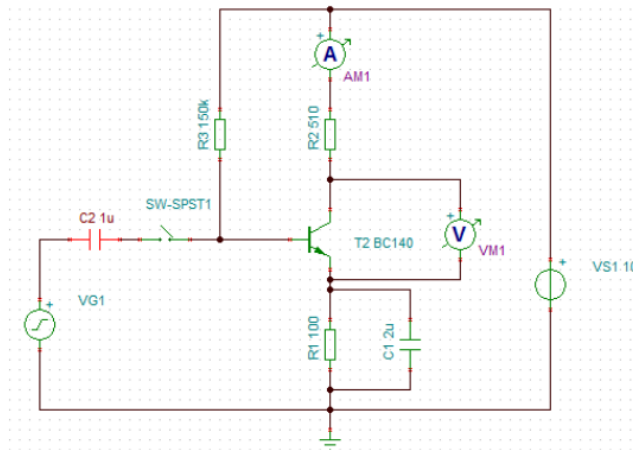 A
AM1
R3 150k
R2 510
SW-SPST1
C2 1u
T2 BC140
V
VM1
VG1
VS1 10
R1 100
C1 2u